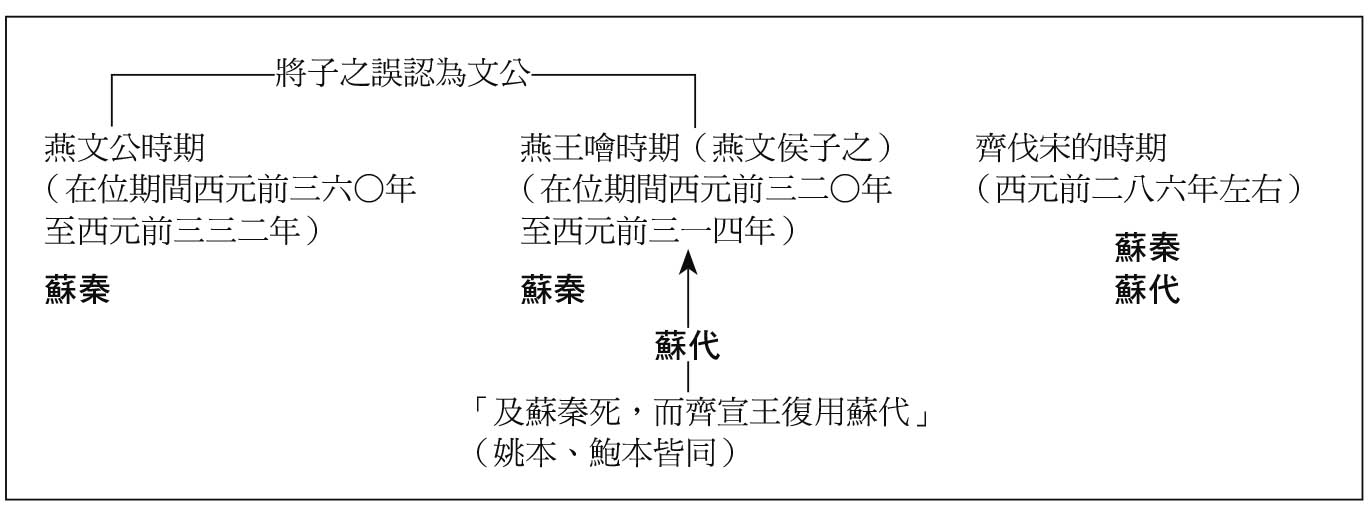 將子之誤認為文公
燕文公時期
（在位期間西元前三六〇年
至西元前三三二年）
蘇秦
燕王噲時期（燕文侯子之）
（在位期間西元前三二〇年
至西元前三一四年）
蘇秦
蘇代
「及蘇秦死，而齊宣王復用蘇代」
（姚本、鮑本皆同）
齊伐宋的時期
（西元前二八六年左右）
蘇秦
蘇代